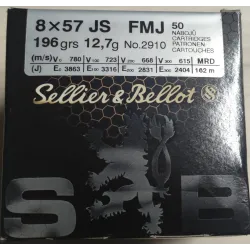 8×57 JS FMJ 50
196 grs 12,7g No.2910
NÁBOJŮ
CARTRIDGES
PATRONEN
CARTOUCHES
(m/s) V0 780 V100 723 V200 668 V300 615 MRD
(J) E0 3863 E100 3316 E200 2831 E300 2404 162 m
Sellier & Bellot S
S B